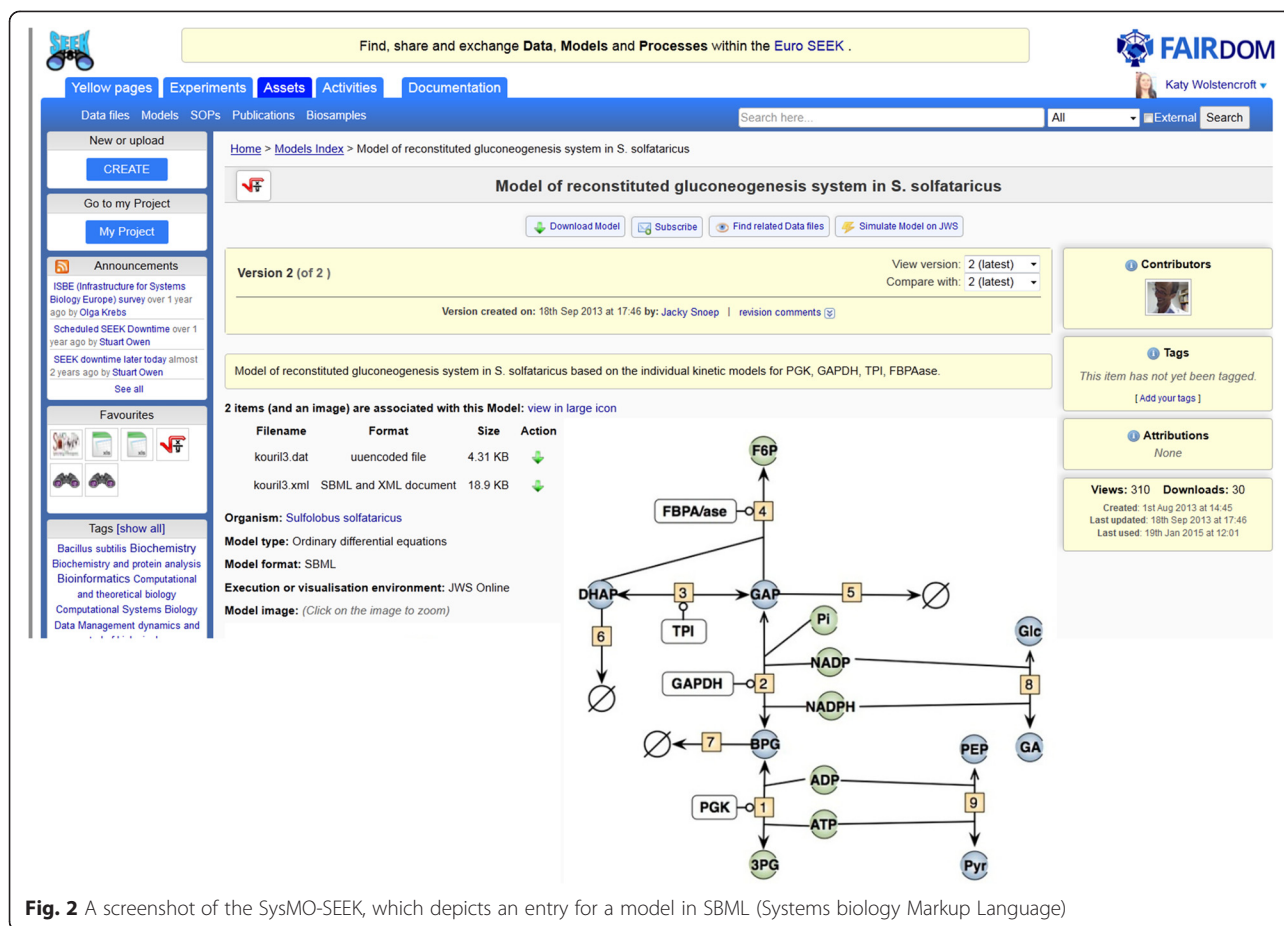 SEEK
Find, share and exchange Data, Models and Processes within the Euro SEEK .
FAIRDOM
Yellow pages Experiments Assets Activities Documentation
Katy Wolstencroft
Data files Models SOPs Publications Biosamples
Search here... All External Search
New or upload
CREATE
Go to my Project
My Project
Announcements
ISBE (Infrastructure for Systems
Biology Europe) survey over 1 year
ago by Olga Krebs
Scheduled SEEK Downtime over 1
year ago by Stuart Owen
SEEK downtime later today almost
2 years ago by Stuart Owen
See all
Favourites
Tags [show all]
Bacillus subtilis Biochemistry
Biochemistry and protein analysis
Bioinformatics Computational
and theoretical biology
Computational Systems Biology
Data Management dynamics and
Home > Models Index > Model of reconstituted gluconeogenesis system in S. solfataricus
Model of reconstituted gluconeogenesis system in S. solfataricus
Download Model Subscribe Find related Data files Simulate Model on JWS
Version 2 (of 2 )
View version: 2 (latest)
Compare with: 2 (latest)
Version created on: 18th Sep 2013 at 17:46 by: Jacky Snoep | revision comments
Model of reconstituted gluconeogenesis system in S. solfataricus based on the individual kinetic models for PGK, GAPDH, TPI, FBPAase.
2 items (and an image) are associated with this Model: view in large icon
Filename Format Size Action
kouril3.dat uuencoded file 4.31 KB
kouril3.xml SBML and XML document 18.9 KB
Organism: Sulfolobus solfataricus
Model type: Ordinary differential equations
Model format: SBML
Execution or visualisation environment: JWS Online
Model image: (Click on the image to zoom)
Contributors
Tags
This item has not yet been tagged.
[ Add your tags ]
Attributions
None
Views: 310 Downloads: 30
Created: 1st Aug 2013 at 14:45
Last updated: 18th Sep 2013 at 17:46
Last used: 19th Jan 2015 at 12:01
F6P
FBPA/ase 4
DHAP 3 GAP 5
6 TPI Pi Glc
NADP
GAPDH 2 8
NADPH
7 BPG PEP GA
ADP
PGK 1 9
ATP
3PG Pyr
Fig. 2 A screenshot of the SysMO-SEEK, which depicts an entry for a model in SBML (Systems biology Markup Language)